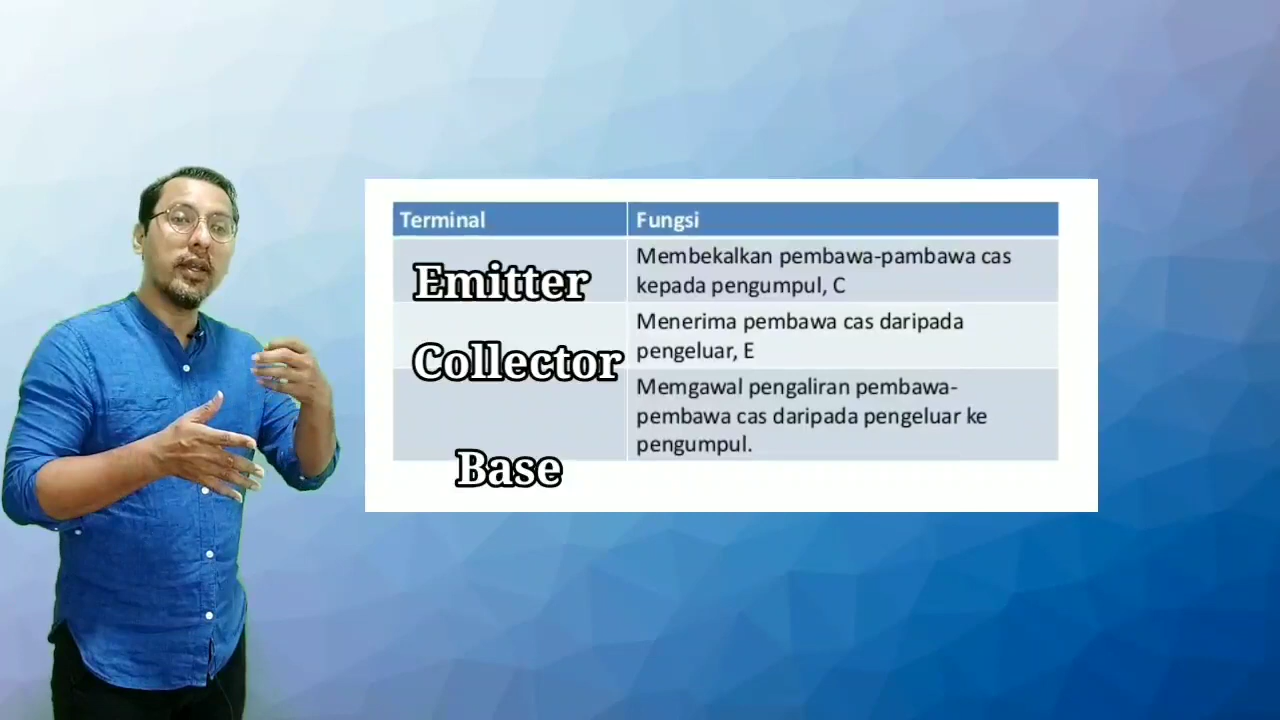 Terminal Fungsi
Emitter
Membekalkan pembawa-pambawa cas
kepada pengumpul, C
Collector
Menerima pembawa cas daripada
pengeluar, E
Base
Memgawal pengaliran pembawa-
pembawa cas daripada pengeluar ke
pengumpul.